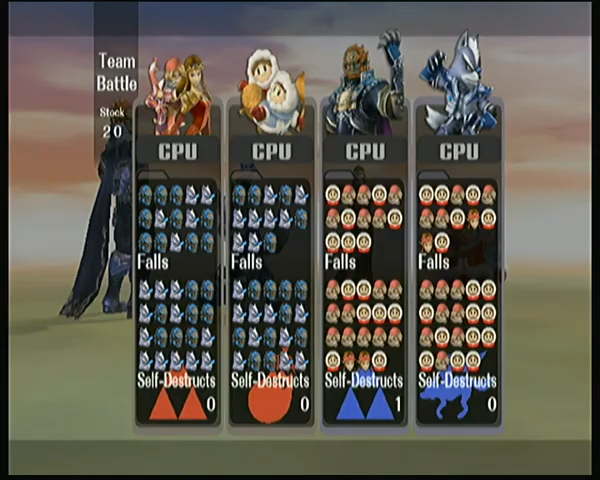 Team
Battle
Stock
20
CPU CPU CPU CPU
Falls Falls Falls Falls
Self-Destructs Self-Destructs Self-Destructs Self-Destructs
0 0 1 0